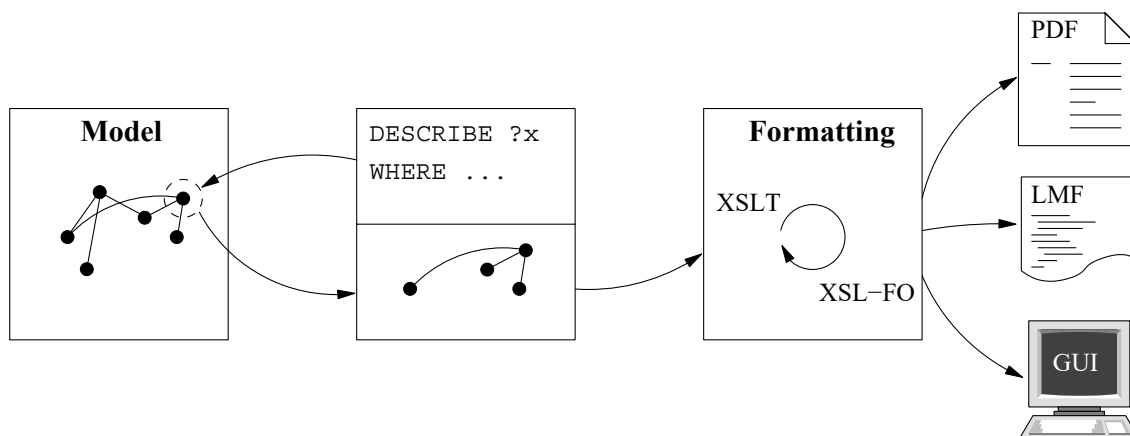 Model
DESCRIBE ?x
WHERE ...
Formatting
XSLT
XSL−FO
PDF
LMF
GUI